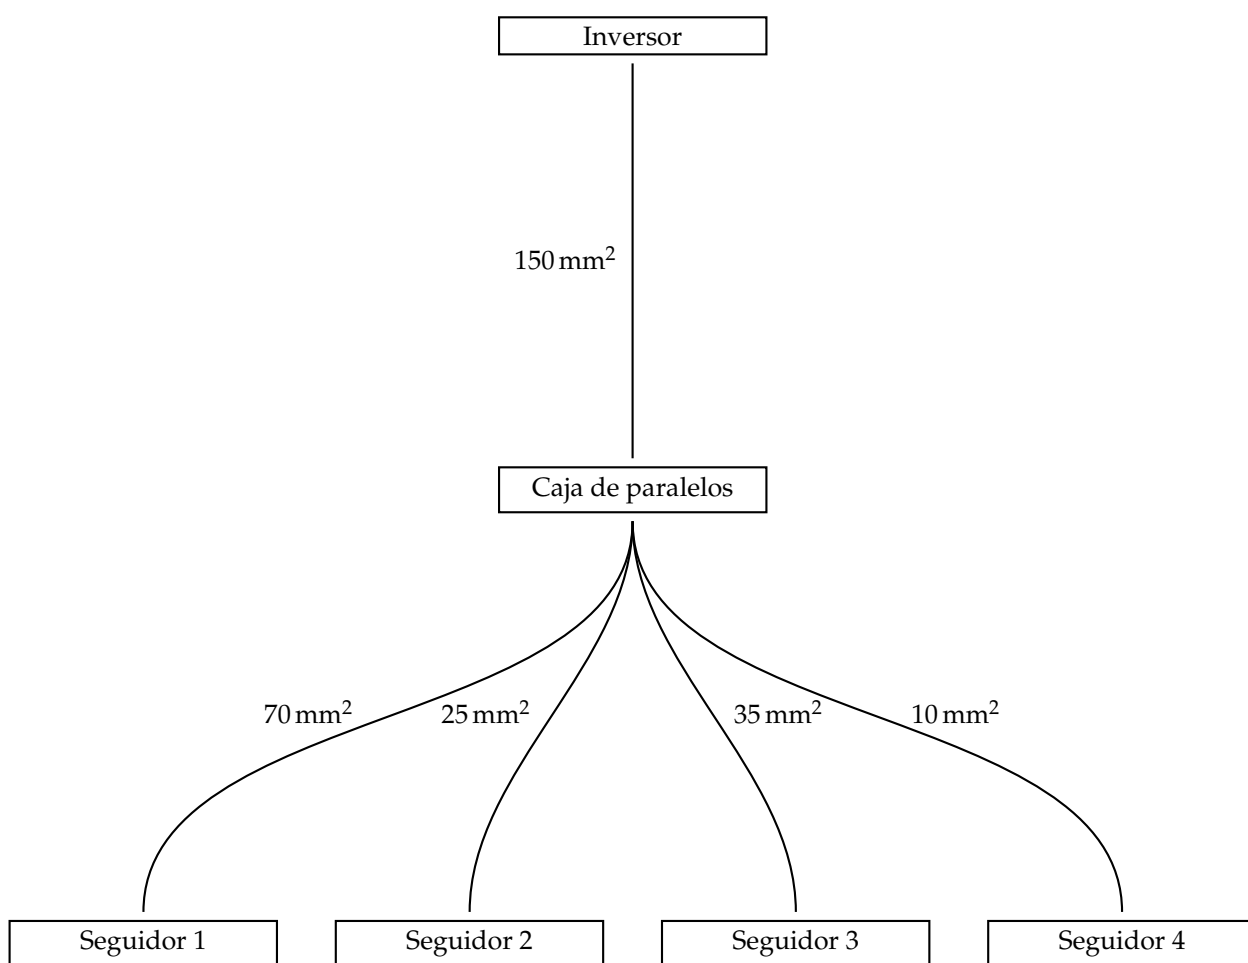 Inversor
150 mm²
Caja de paralelos
70 mm²
25 mm²
35 mm²
10 mm²
Seguidor 1
Seguidor 2
Seguidor 3
Seguidor 4